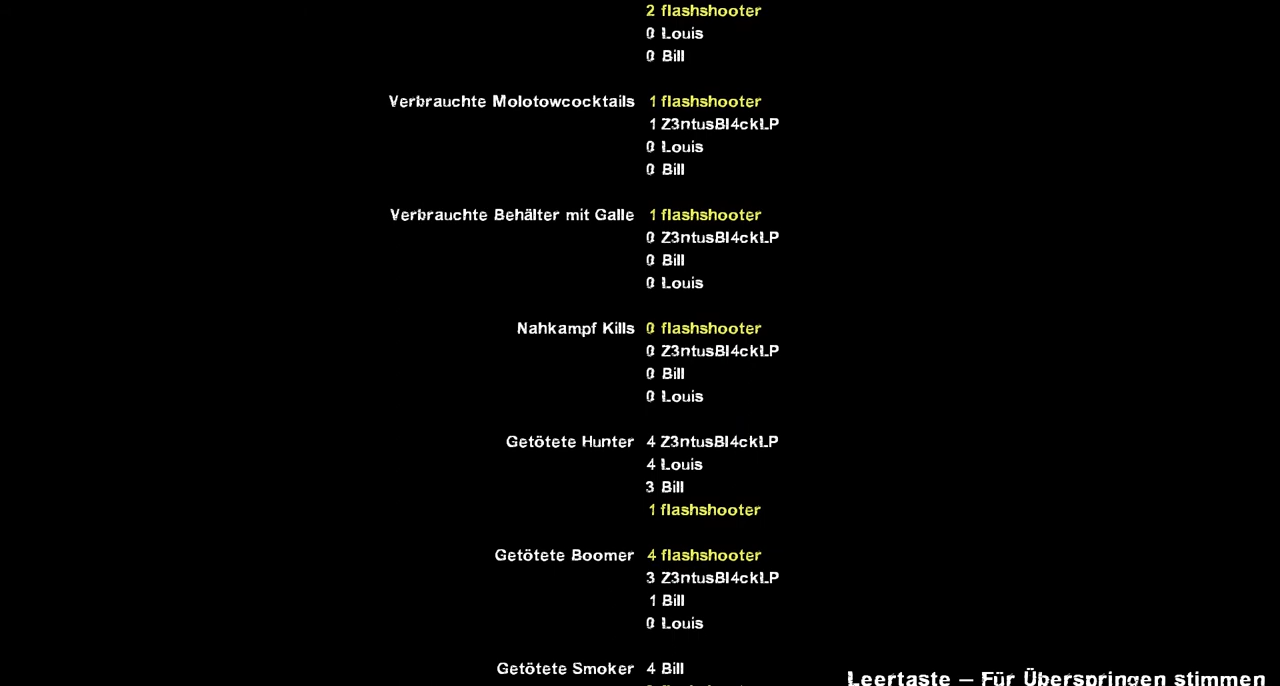 2 flashshooter
0 Louis
0 Bill
Verbrauchte Molotowcocktails 1 flashshooter
1 Z3ntusBl4ckLP
0 Louis
0 Bill
Verbrauchte Behälter mit Galle 1 flashshooter
0 Z3ntusBl4ckLP
0 Bill
0 Louis
Nahkampf Kills 0 flashshooter
0 Z3ntusBl4ckLP
0 Bill
0 Louis
Getötete Hunter 4 Z3ntusBl4ckLP
4 Louis
3 Bill
1 flashshooter
Getötete Boomer 4 flashshooter
3 Z3ntusBl4ckLP
1 Bill
0 Louis
Getötete Smoker 4 Bill
Leertaste – Für Überspringen stimmen